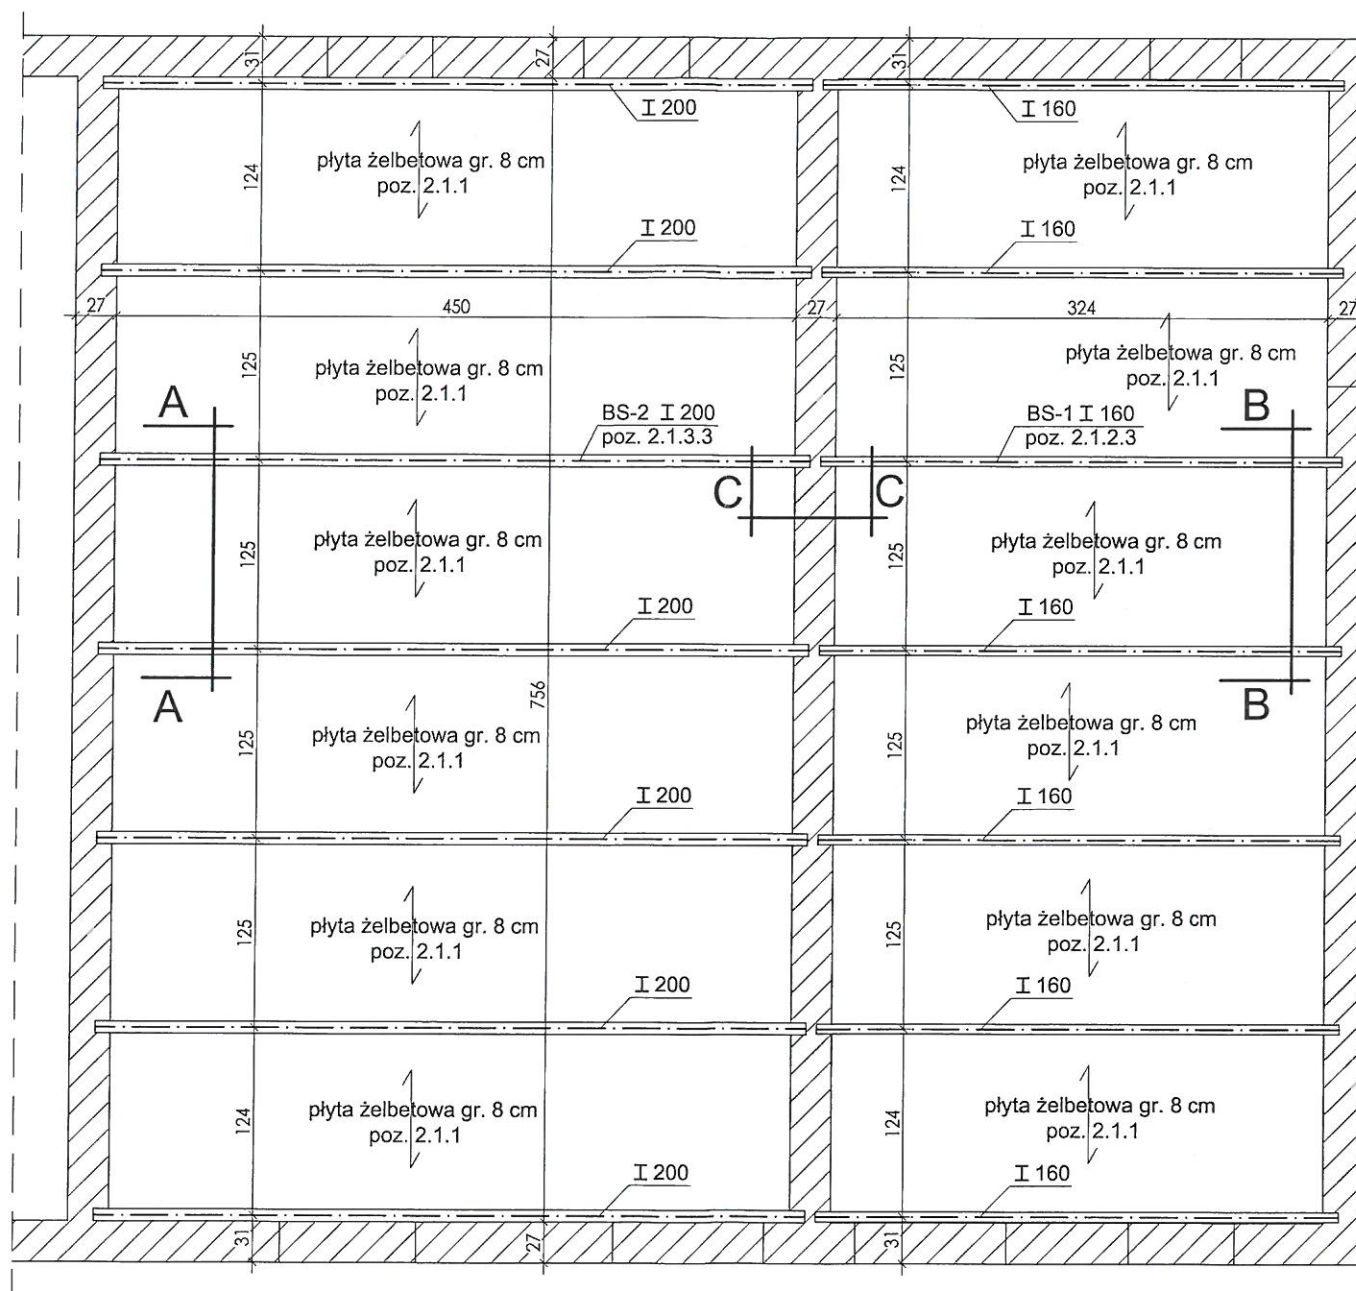 31
27
31
I 200
I 160
124
płyta żelbetowa gr. 8 cm
poz. 2.1.1
124
płyta żelbetowa gr. 8 cm
poz. 2.1.1
I 200
I 160
27
450
27
324
27
125
płyta żelbetowa gr. 8 cm
poz. 2.1.1
125
płyta żelbetowa gr. 8 cm
poz. 2.1.1
A
BS-2 I 200
poz. 2.1.3.3
BS-1 I 160
poz. 2.1.2.3
B
C
C
125
płyta żelbetowa gr. 8 cm
poz. 2.1.1
125
płyta żelbetowa gr. 8 cm
poz. 2.1.1
I 200
I 160
A
756
B
125
płyta żelbetowa gr. 8 cm
poz. 2.1.1
125
płyta żelbetowa gr. 8 cm
poz. 2.1.1
I 200
I 160
125
płyta żelbetowa gr. 8 cm
poz. 2.1.1
125
płyta żelbetowa gr. 8 cm
poz. 2.1.1
I 200
I 160
124
płyta żelbetowa gr. 8 cm
poz. 2.1.1
124
płyta żelbetowa gr. 8 cm
poz. 2.1.1
I 200
I 160
31
27
31